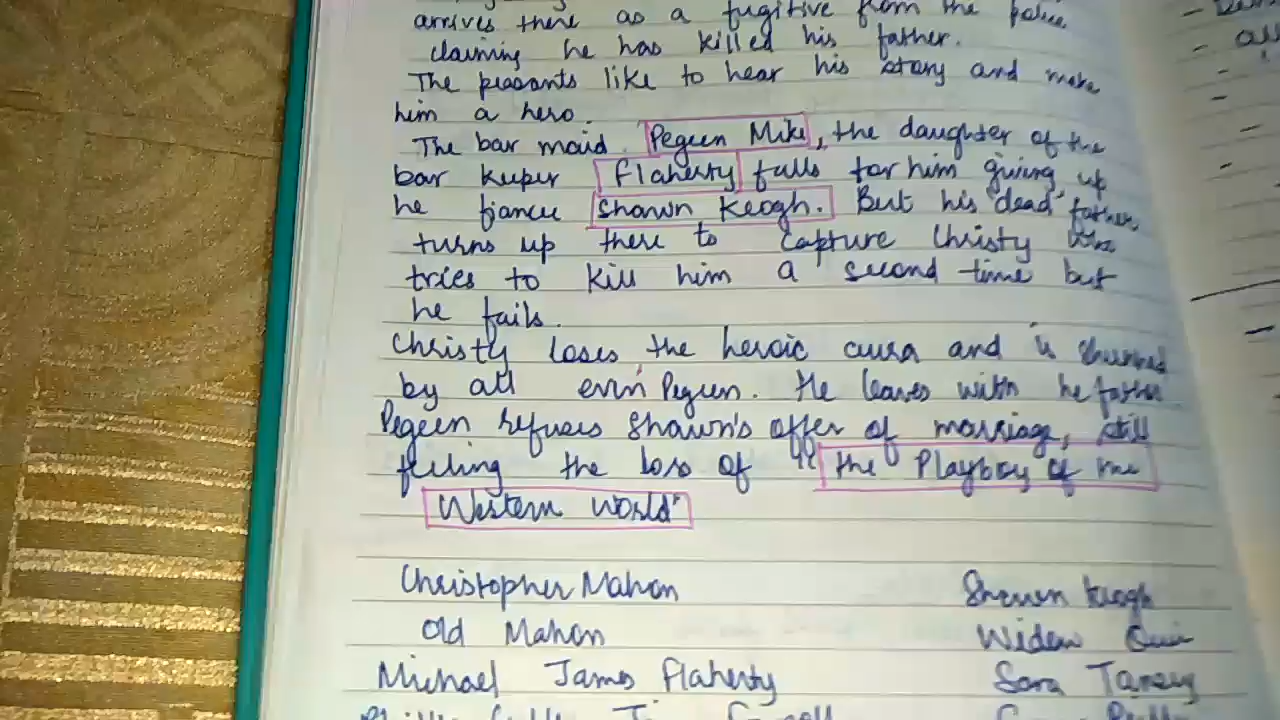 arrives there as a fugitive from the police
claiming he has killed his father.
The peasants like to hear his story and make
him a hero.
The bar maid Pegeen Mike, the daughter of the
bar keeper Flaherty falls for him giving up
he fiance Shawn Keogh. But his 'dead' father
turns up there to capture Christy who
tries to kill him a second time but
he fails.
Christy loses the heroic aura and is shunned
by all even Pegeen. He leaves with he father
Pegeen refuses Shawn's offer of marriage, still
feeling the loss of "the Playboy of the
Western World"
Christopher Mahon Shawn Keogh
Old Mahon Widow Quin
Michael James Flaherty Sara Tansey